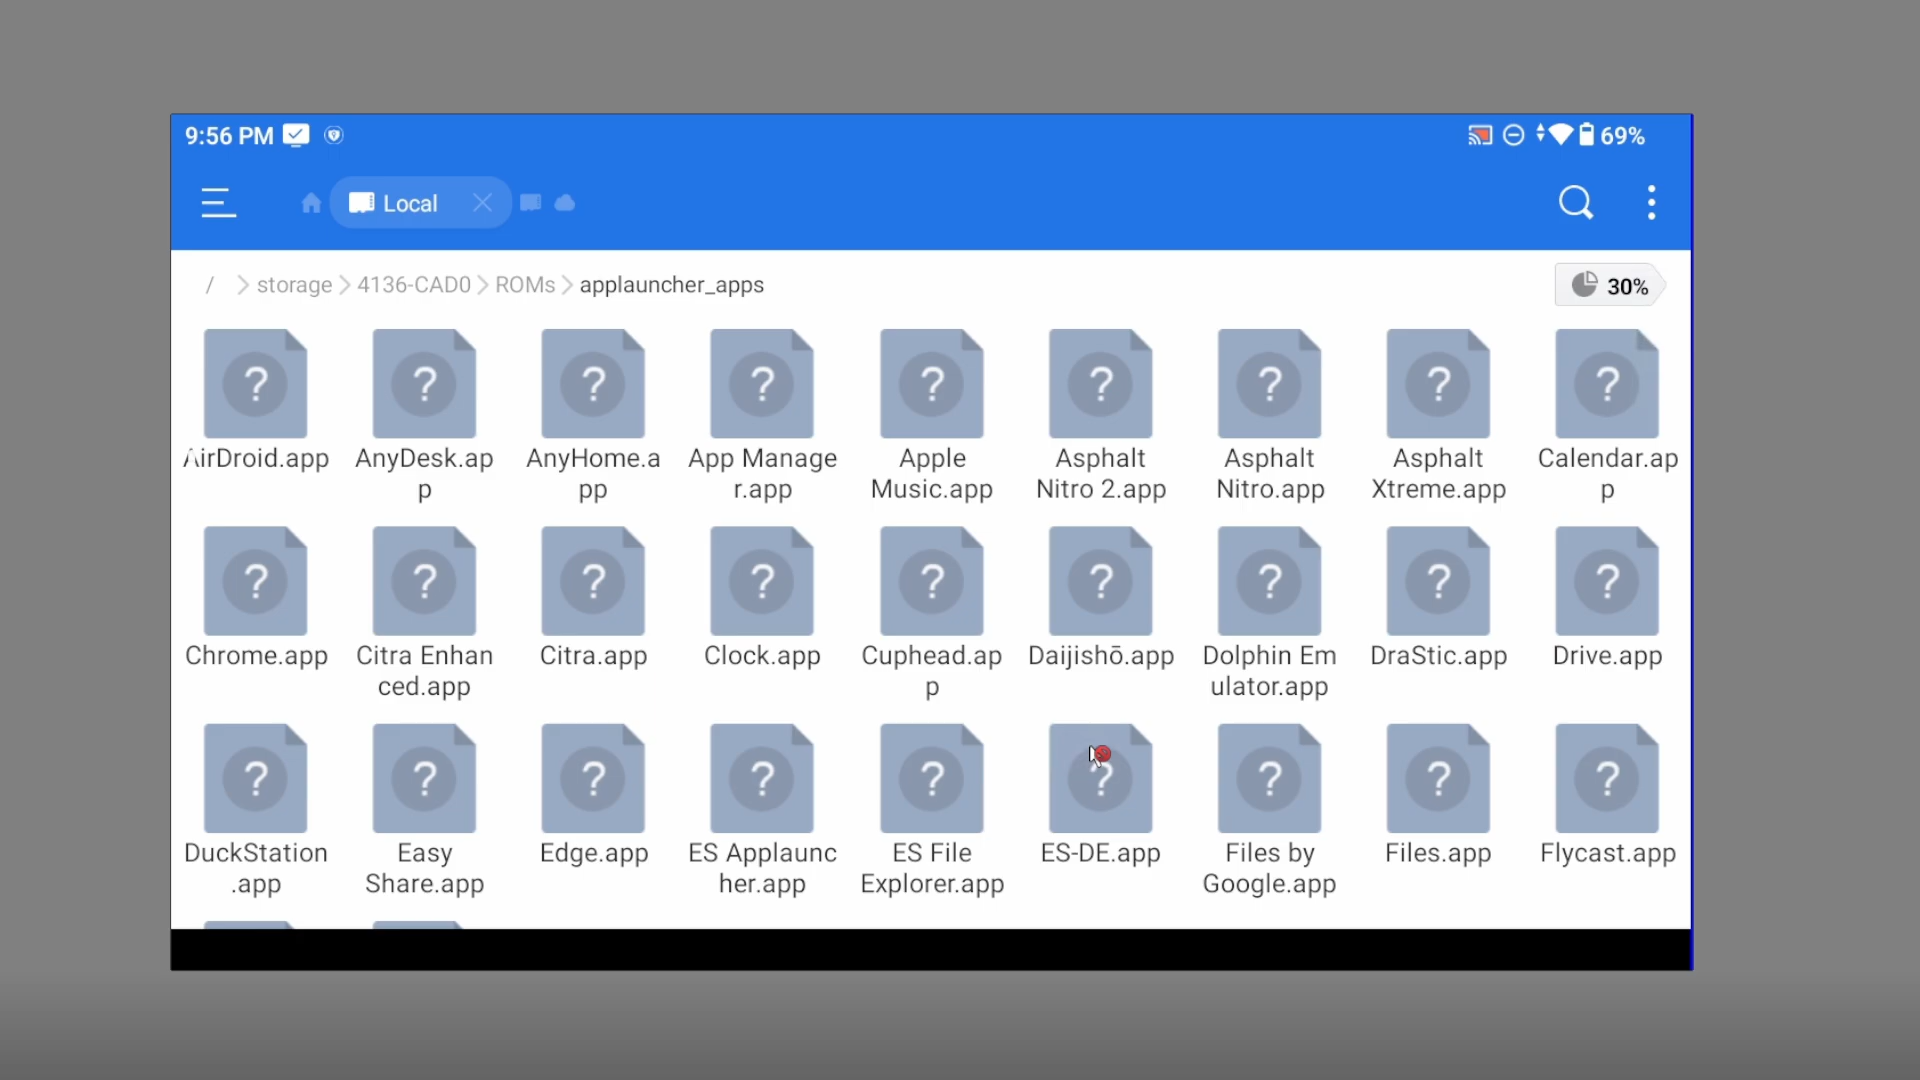 9:56 PM 69%
Local
/ storage 4136-CAD0 ROMs applauncher_apps 30%
AirDroid.app
AnyDesk.ap
p
AnyHome.a
pp
App Manage
r.app
Apple
Music.app
Asphalt
Nitro 2.app
Asphalt
Nitro.app
Asphalt
Xtreme.app
Calendar.ap
p
Chrome.app
Citra Enhan
ced.app
Citra.app
Clock.app
Cuphead.ap
p
Daijishō.app
Dolphin Em
ulator.app
DraStic.app
Drive.app
DuckStation
.app
Easy
Share.app
Edge.app
ES Applaunc
her.app
ES File
Explorer.app
ES-DE.app
Files by
Google.app
Files.app
Flycast.app